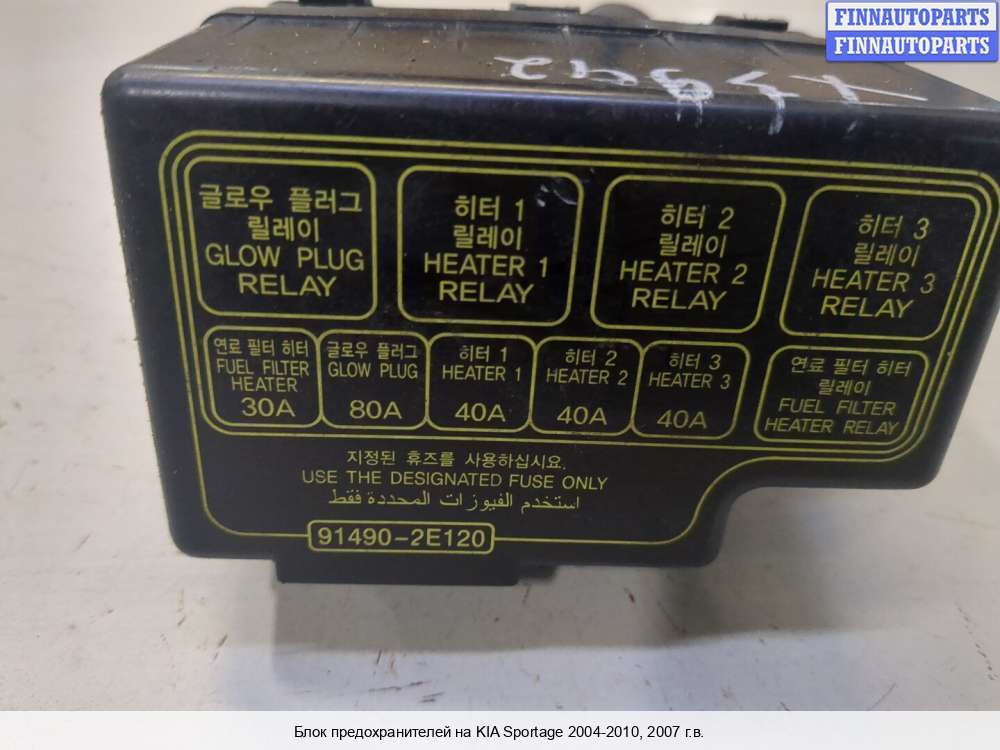 FINNAUTOPARTS
FINNAUTOPARTS
글로우 플러그
릴레이
GLOW PLUG
RELAY
히터 1
릴레이
HEATER 1
RELAY
히터 2
릴레이
HEATER 2
RELAY
히터 3
릴레이
HEATER 3
RELAY
연료 필터 히터
FUEL FILTER
HEATER
30A
글로우 플러그
GLOW PLUG
80A
히터 1
HEATER 1
40A
히터 2
HEATER 2
40A
히터 3
HEATER 3
40A
연료 필터 히터
릴레이
FUEL FILTER
HEATER RELAY
지정된 휴즈를 사용하십시요.
USE THE DESIGNATED FUSE ONLY
استخدم الفيوزات المحددة فقط
91490-2E120
Блок предохранителей на KIA Sportage 2004-2010, 2007 г.в.